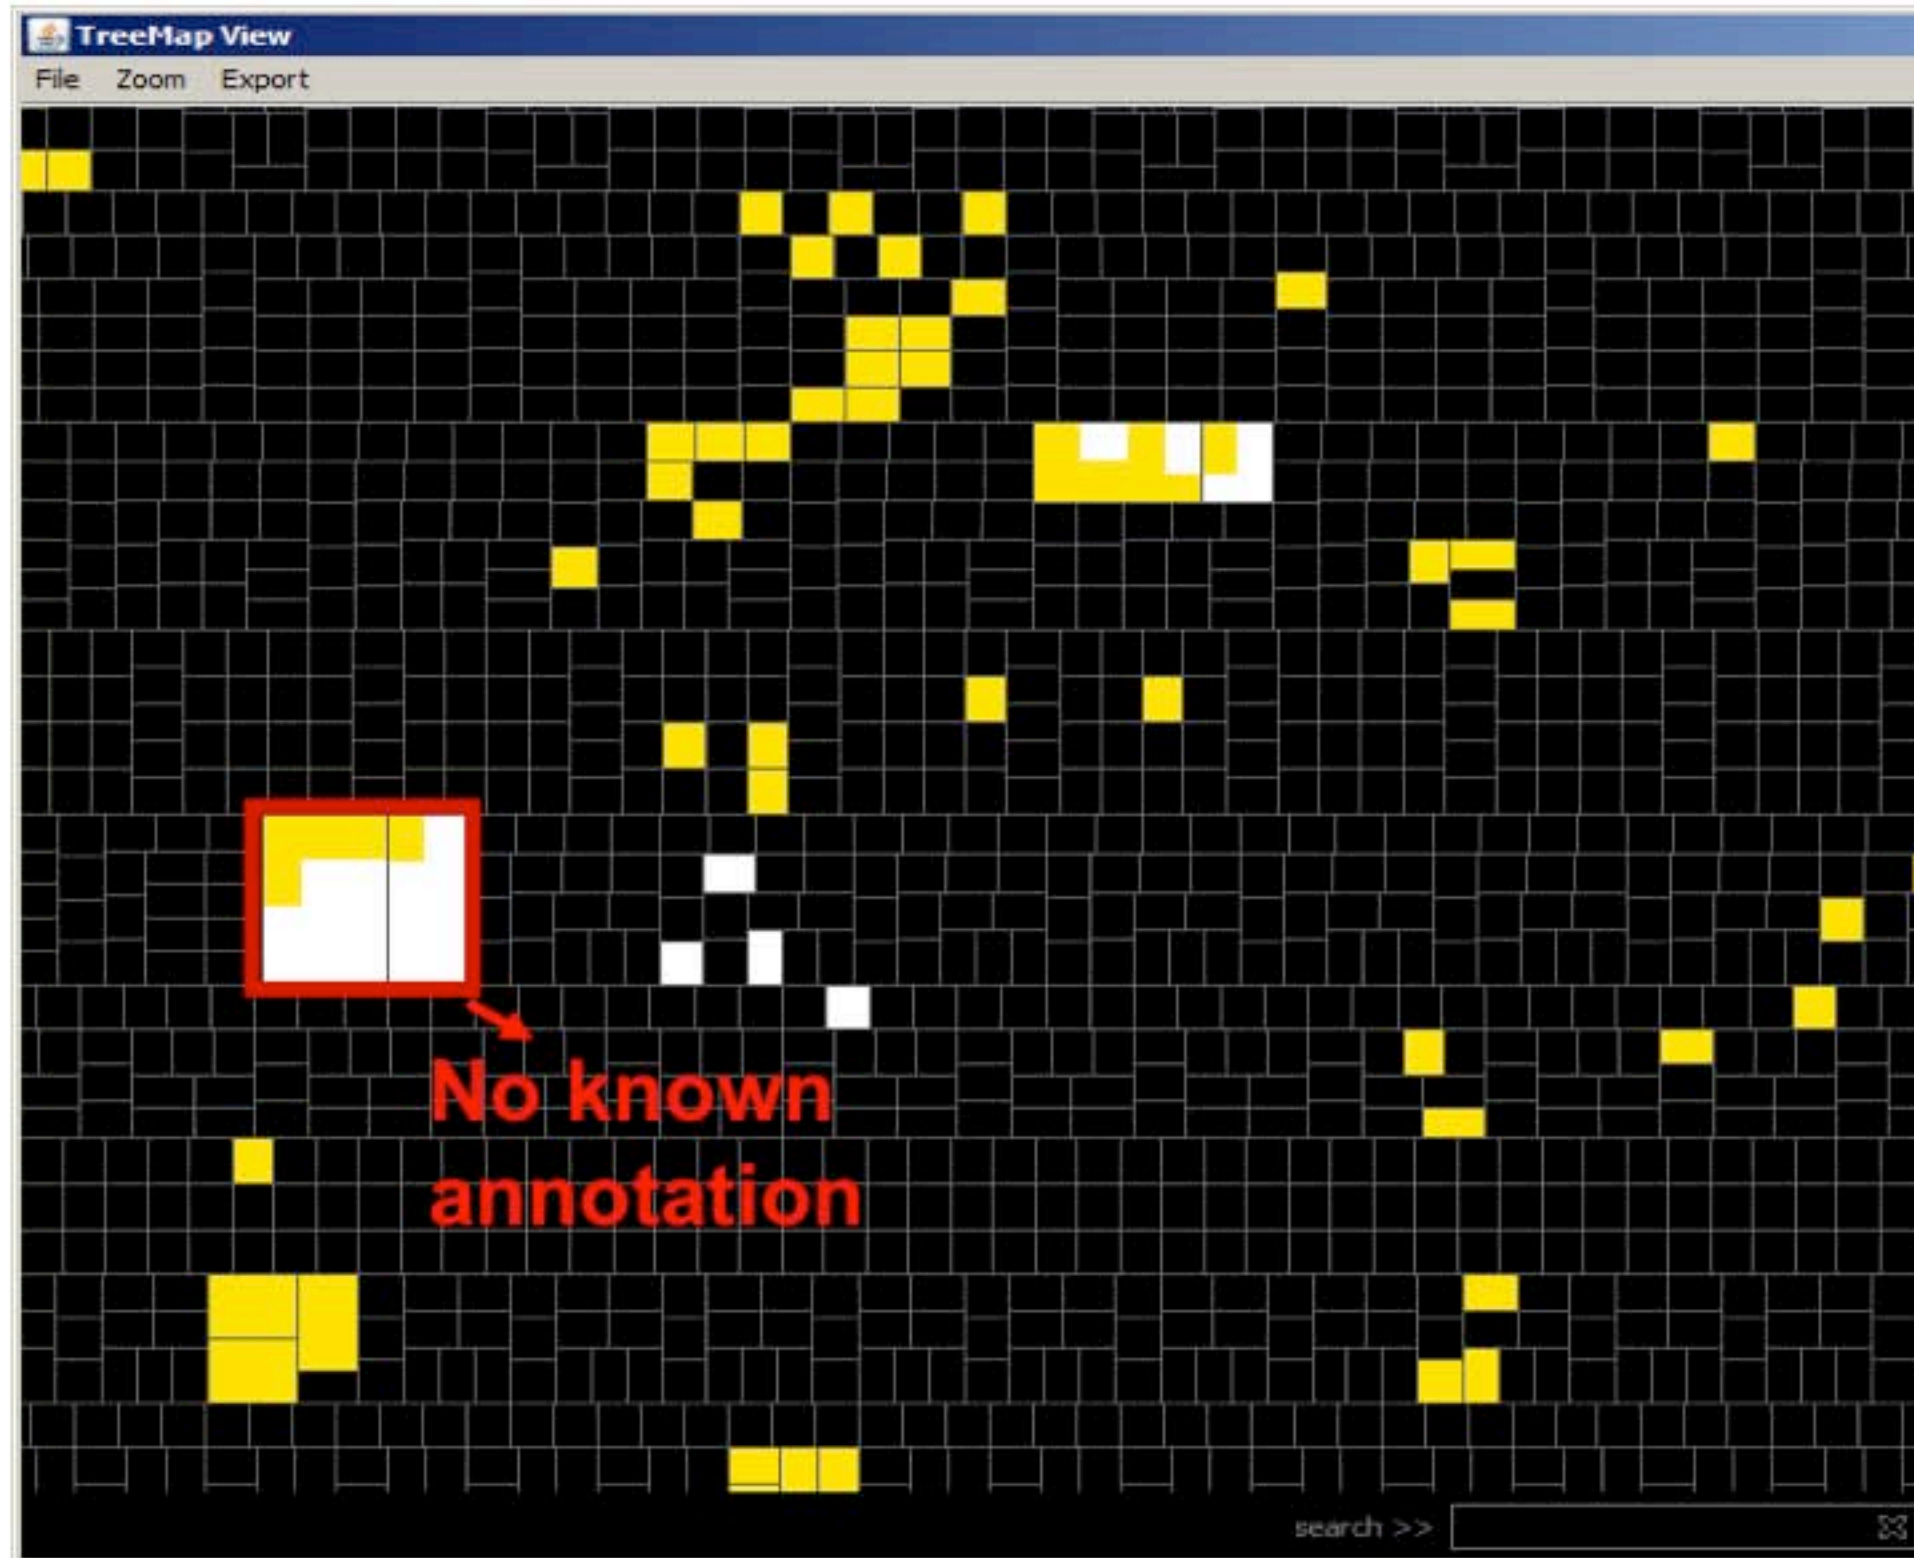 TreeMap View
File Zoom Export
No known
annotation
search >>